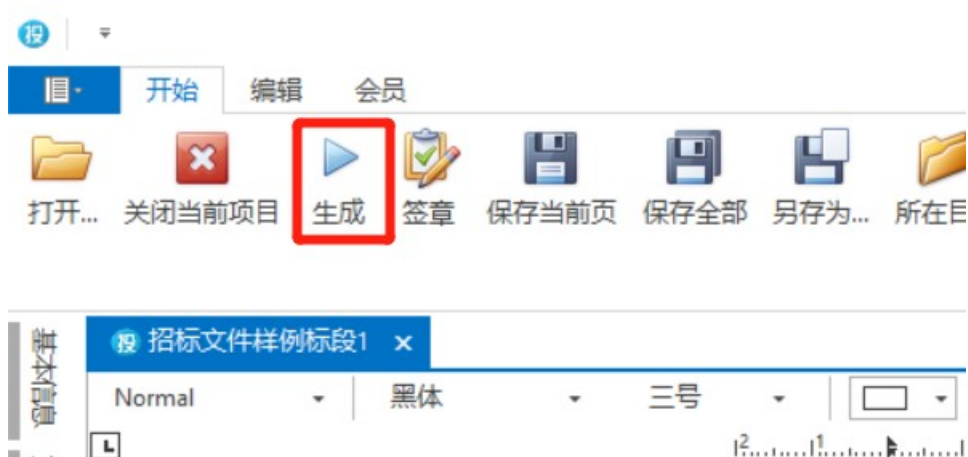 投
开始 编辑 会员
打开... 关闭当前项目 生成 签章 保存当前页 保存全部 另存为... 所在目
基本信息
投 招标文件样例标段1 ×
Normal 黑体 三号
L 2 1